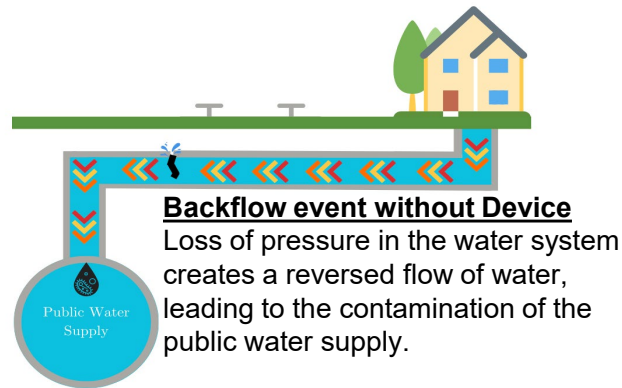 Backflow event without Device
Loss of pressure in the water system
creates a reversed flow of water,
leading to the contamination of the
public water supply.
Public Water
Supply